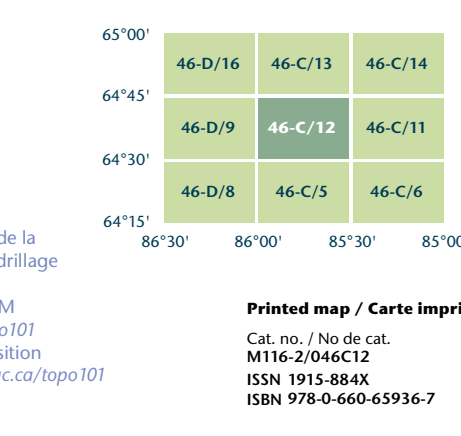 65°00'
46-D/16 46-C/13 46-C/14
64°45'
46-D/9 46-C/12 46-C/11
64°30'
46-D/8 46-C/5 46-C/6
64°15'
86°30' 86°00' 85°30' 85°00
de la
drillage
M
o101
sition
c.ca/topo101
Printed map / Carte impri
Cat. no. / No de cat.
M116-2/046C12
ISSN 1915-884X
ISBN 978-0-660-65936-7